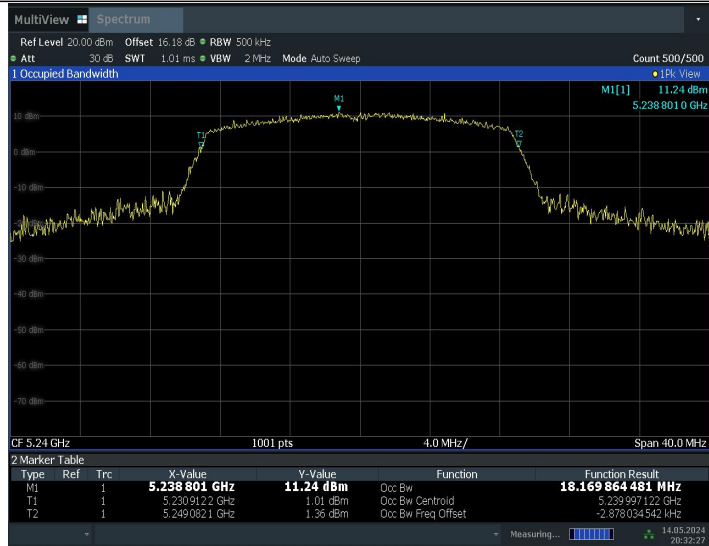 MultiView Spectrum
Ref Level 20.00 dBm Offset 16.18 dB RBW 500 kHz
Att 30 dB SWT 1.01 ms VBW 2 MHz Mode Auto Sweep Count 500/500
1 Occupied Bandwidth 1Pk View
M1[1] 11.24 dBm
5.238 801 0 GHz
M1
10 dBm
T1
T2
0 dBm
-10 dBm
-30 dBm
-40 dBm
-50 dBm
-60 dBm
-70 dBm
CF 5.24 GHz 1001 pts 4.0 MHz/ Span 40.0 MHz
2 Marker Table
Type Ref Trc X-Value Y-Value Function Function Result
M1 1 5.238 801 GHz 11.24 dBm Occ Bw 18.169 864 481 MHz
T1 1 5.230 912 2 GHz 1.01 dBm Occ Bw Centroid 5.239 997 122 GHz
T2 1 5.249 082 1 GHz 1.36 dBm Occ Bw Freq Offset -2.878 034 542 kHz
Measuring... 14.05.2024
20:32:27